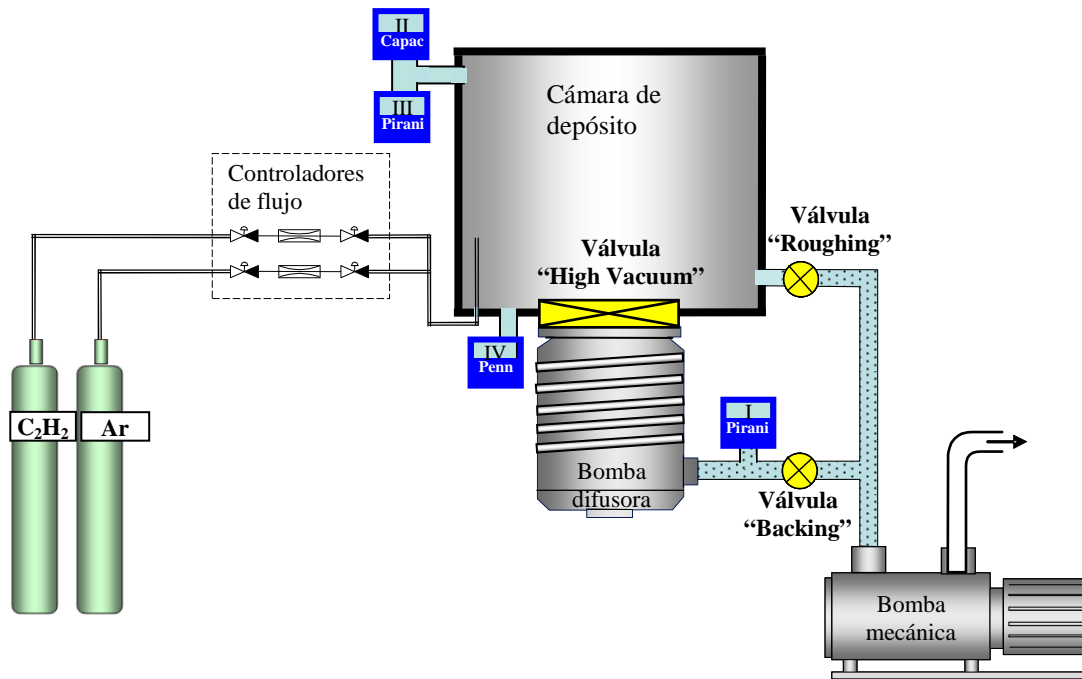 II
Capac
III
Pirani
Cámara de
depósito
Controladores
de flujo
Válvula
“Roughing”
Válvula
“High Vacuum”
IV
Penn
I
Pirani
C₂H₂
Ar
Bomba
difusora
Válvula
“Backing”
Bomba
mecánica